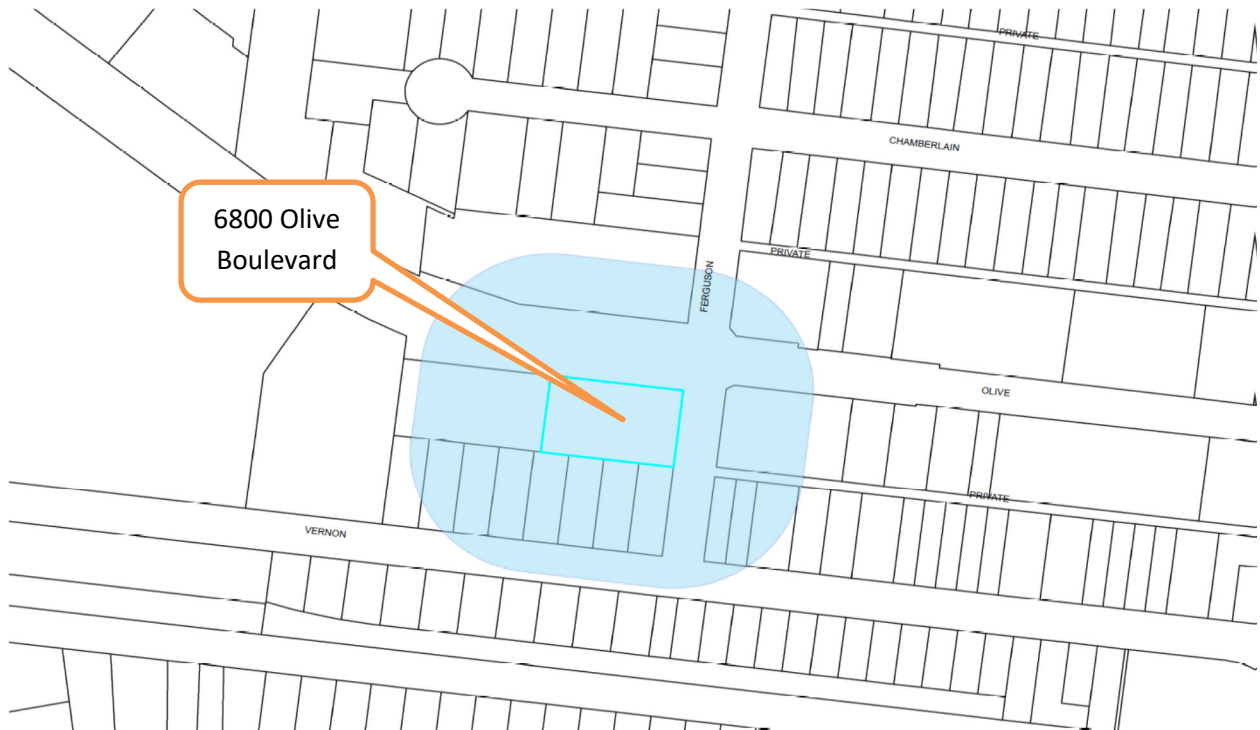 PRIVATE
CHAMBERLAIN
6800 Olive
Boulevard
PRIVATE
FERGUSON
OLIVE
PRIVATE
VERNON